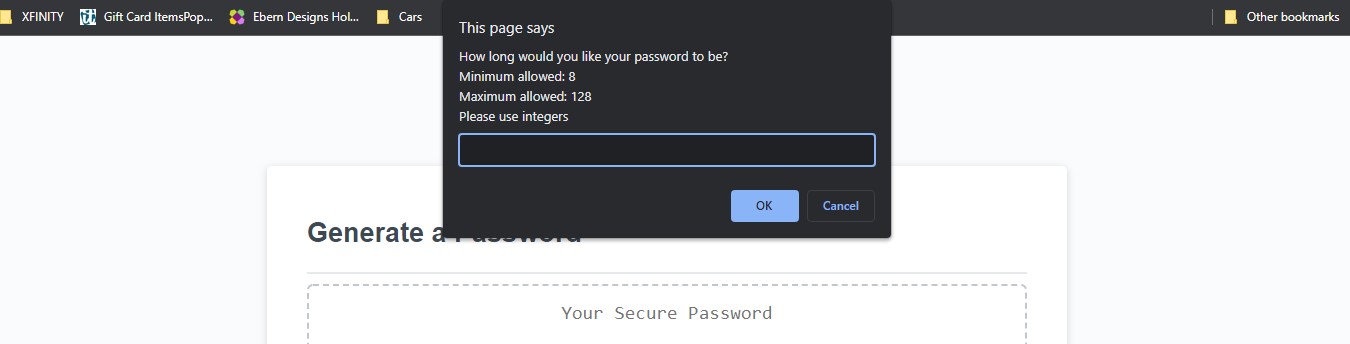 XFINITY Gift Card ItemsPop... Ebern Designs Hol... Cars Other bookmarks
This page says
How long would you like your password to be?
Minimum allowed: 8
Maximum allowed: 128
Please use integers
OK Cancel
Generate a Password
Your Secure Password